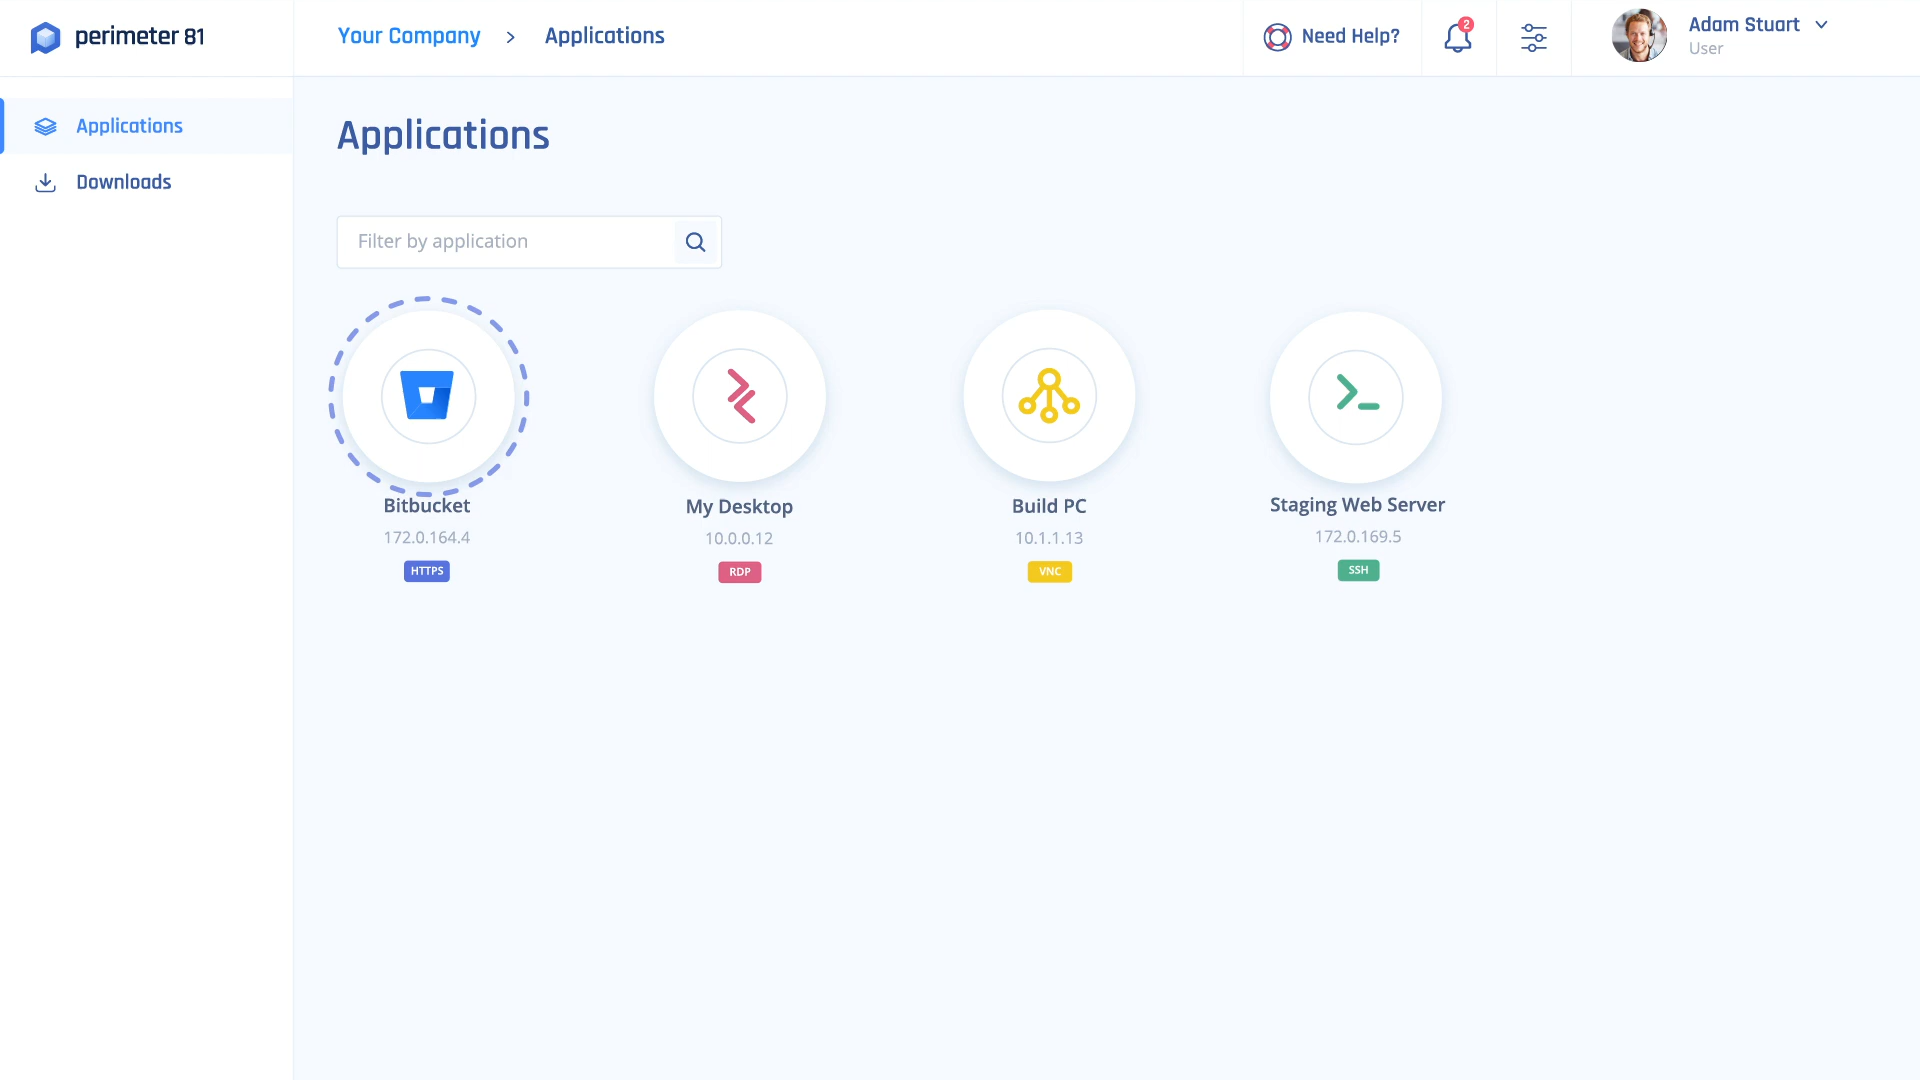 perimeter 81
Your Company > Applications
Need Help?
2
Adam Stuart
User
Applications
Downloads
Applications
Filter by application
Bitbucket
172.0.164.4
HTTPS
My Desktop
10.0.0.12
RDP
Build PC
10.1.1.13
VNC
Staging Web Server
172.0.169.5
SSH